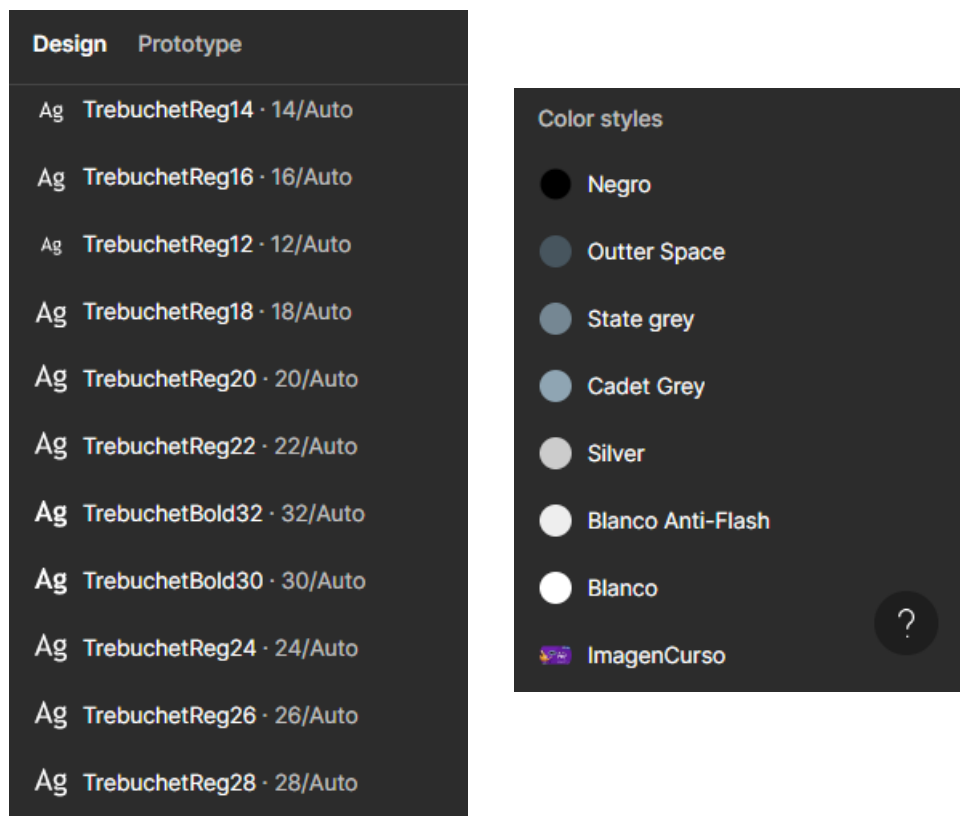 Design Prototype
Ag TrebuchetReg14 · 14/Auto
Ag TrebuchetReg16 · 16/Auto
Ag TrebuchetReg12 · 12/Auto
Ag TrebuchetReg18 · 18/Auto
Ag TrebuchetReg20 · 20/Auto
Ag TrebuchetReg22 · 22/Auto
Ag TrebuchetBold32 · 32/Auto
Ag TrebuchetBold30 · 30/Auto
Ag TrebuchetReg24 · 24/Auto
Ag TrebuchetReg26 · 26/Auto
Ag TrebuchetReg28 · 28/Auto
Color styles
Negro
Outter Space
State grey
Cadet Grey
Silver
Blanco Anti-Flash
Blanco
?
ImagenCurso